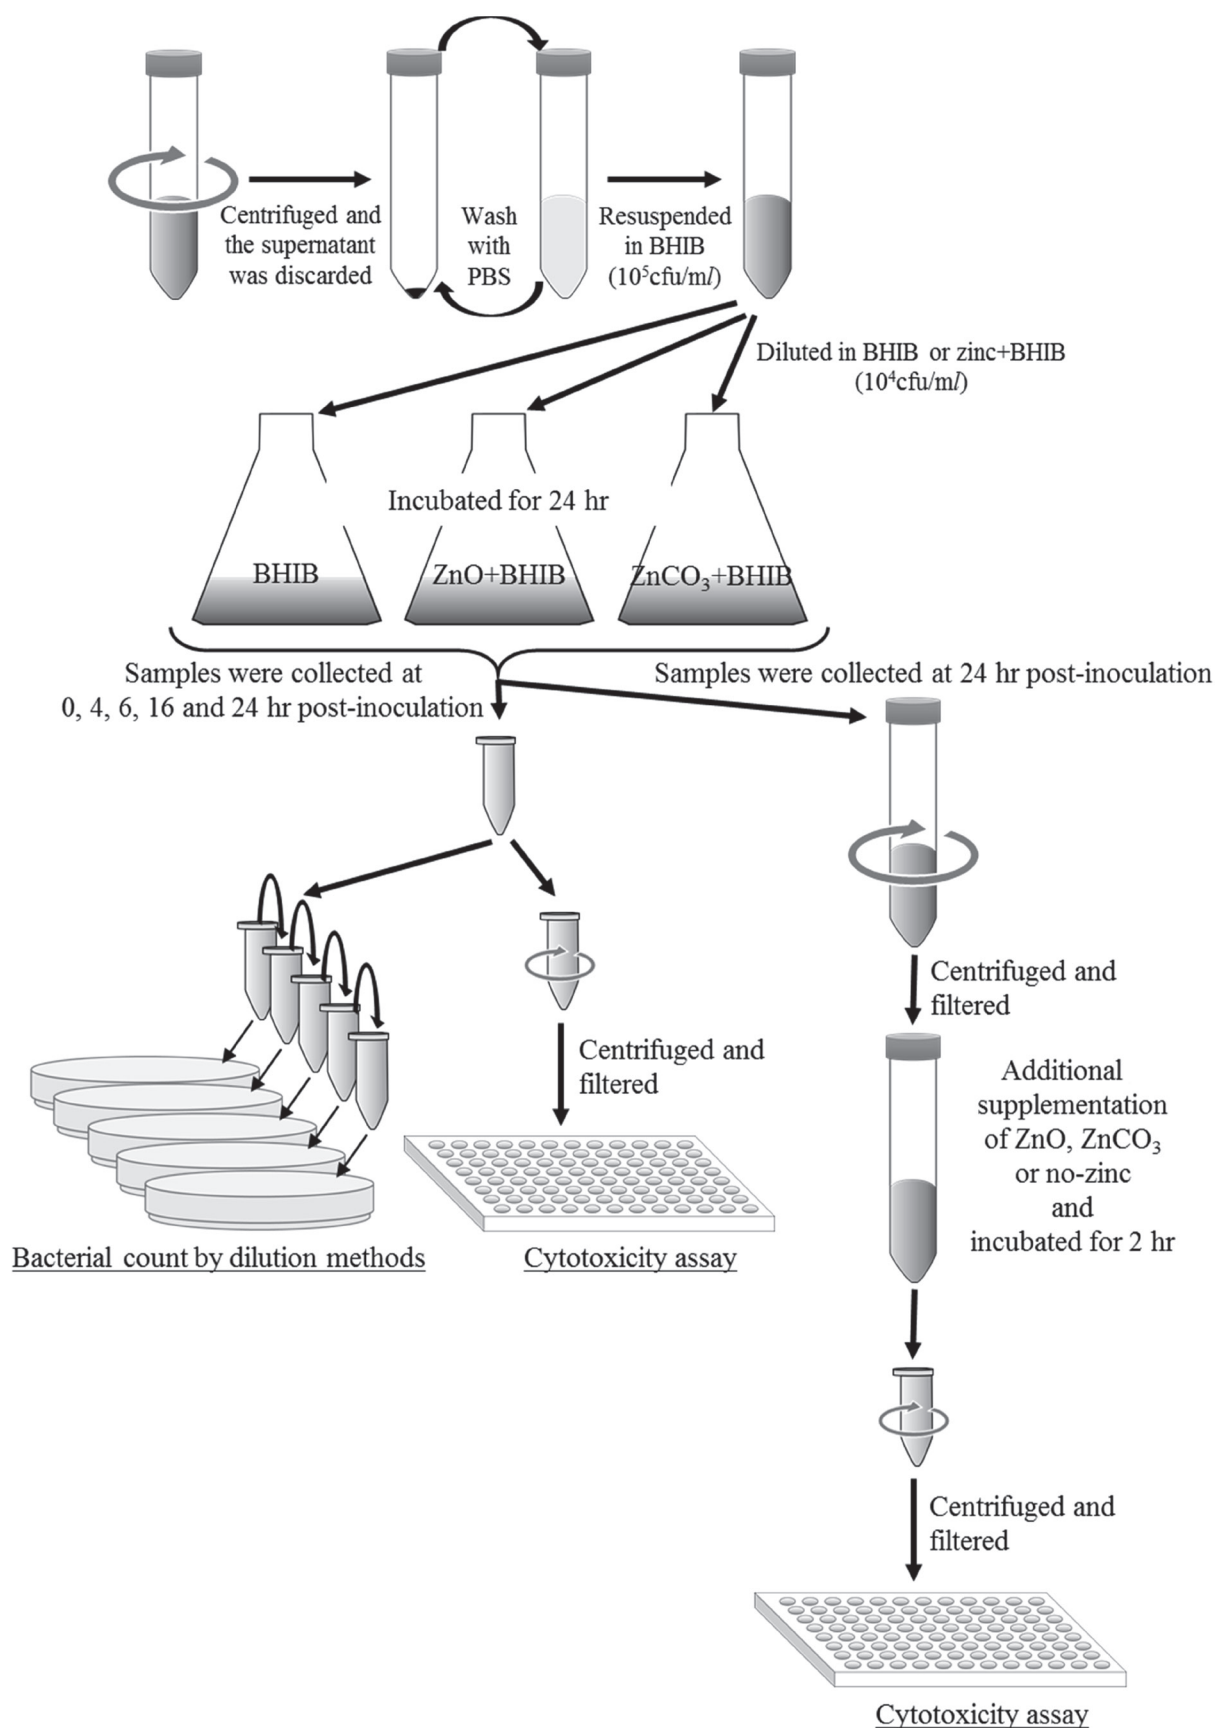 Centrifuged and
the supernatant
was discarded
Wash
with
PBS
Resuspended
in BHIB
(10⁵cfu/ml)
Diluted in BHIB or zinc+BHIB
(10⁴cfu/ml)
Incubated for 24 hr
BHIB
ZnO+BHIB
ZnCO₃+BHIB
Samples were collected at
0, 4, 6, 16 and 24 hr post-inoculation
Samples were collected at 24 hr post-inoculation
Centrifuged and
filtered
Centrifuged and
filtered
Additional
supplementation
of ZnO, ZnCO₃
or no-zinc
and
incubated for 2 hr
Bacterial count by dilution methods
Cytotoxicity assay
Centrifuged and
filtered
Cytotoxicity assay